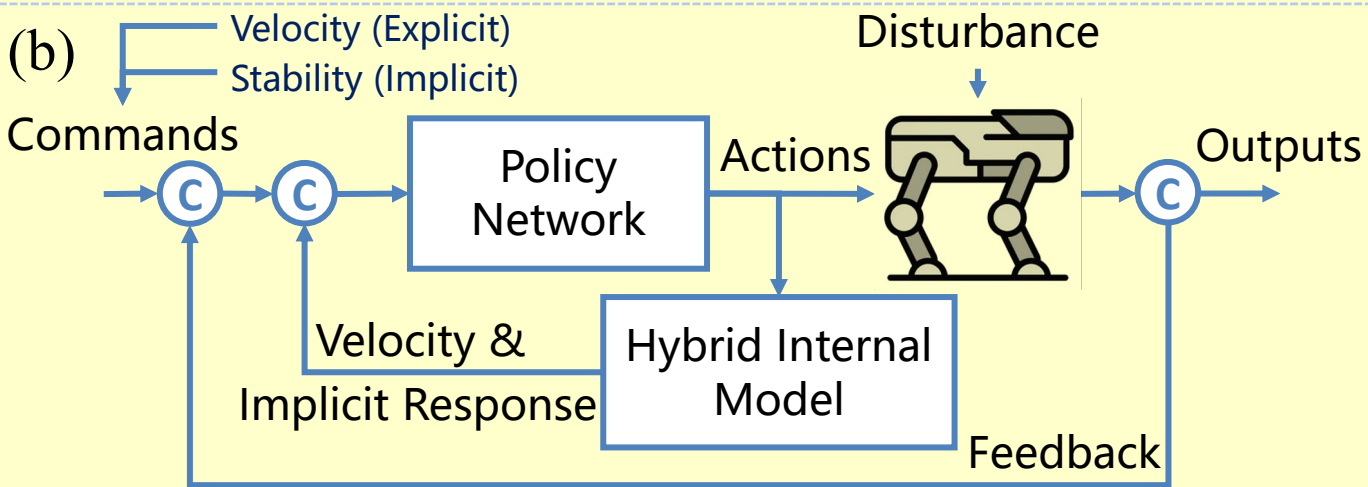 (b)
Velocity (Explicit)
Stability (Implicit)
Disturbance
Commands
C
C
Policy
Network
Actions
C
Outputs
Velocity &
Implicit Response
Hybrid Internal
Model
Feedback